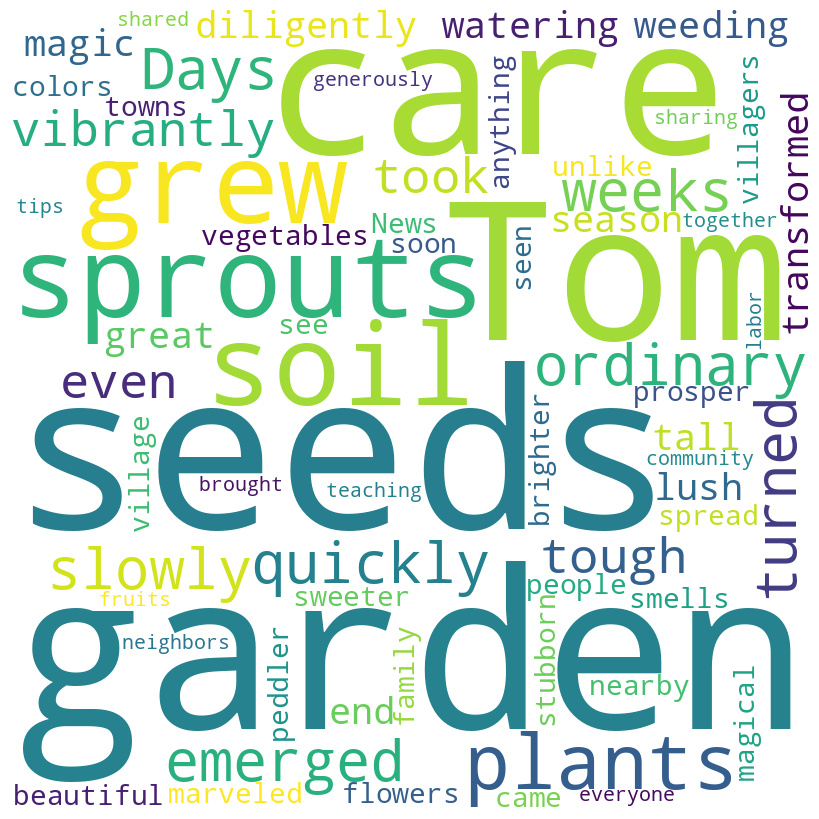 shared
diligently
watering
weeding
magic
Days
care
colors
generously
towns
anything
sharing
villagers
vibrantly
grew
took
unlike
weeks
transformed
tips
vegetables
News
soon
Tom
season
together
sprouts
seen
great
see
soil
ordinary
labor
even
prosper
seeds
village
brought
teaching
brighter
tall
community
lush
spread
turned
slowly
quickly
tough
fruits
sweeter
people
smells
neighbors
garden
peddler
end
family
stubborn
nearby
magical
emerged
plants
beautiful
marveled
flowers
came
everyone